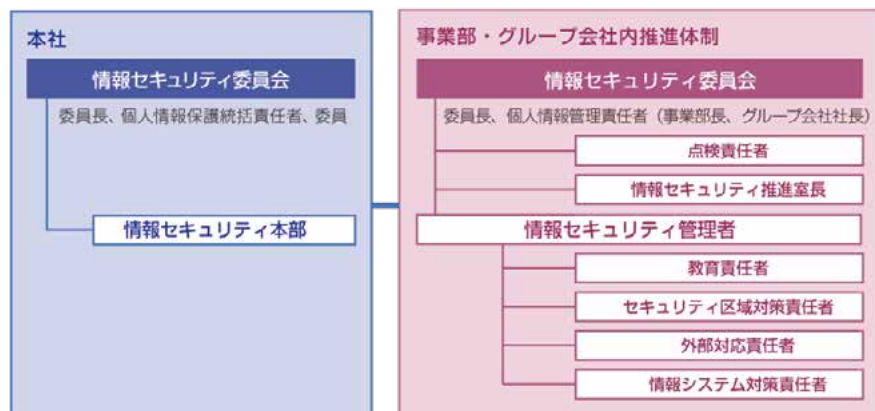 本社
情報セキュリティ委員会
委員長、個人情報保護統括責任者、委員
情報セキュリティ本部
事業部・グループ会社内推進体制
情報セキュリティ委員会
委員長、個人情報管理責任者（事業部長、グループ会社社長）
点検責任者
情報セキュリティ推進室長
情報セキュリティ管理者
教育責任者
セキュリティ区域対策責任者
外部対応責任者
情報システム対策責任者